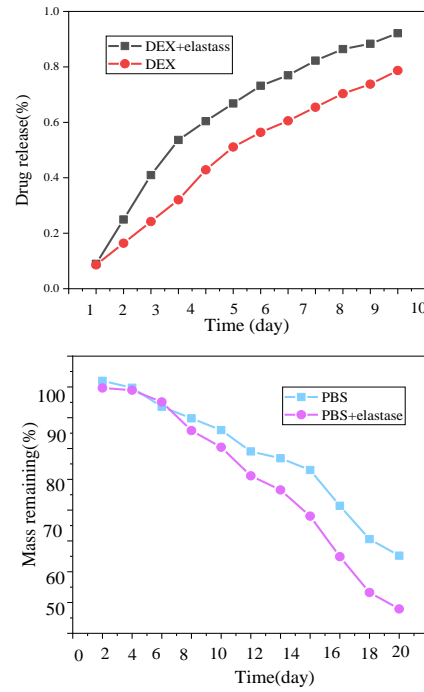 1.0
0.8
0.6
0.4
0.2
0.0
Drug release(%)
DEX+elastass
DEX
1 2 3 4 5 6 7 8 9 10
Time (day)
100
90
80
70
60
50
Mass remaining(%)
PBS
PBS+elastase
0 2 4 6 8 10 12 14 15 16 18 20
Time(day)